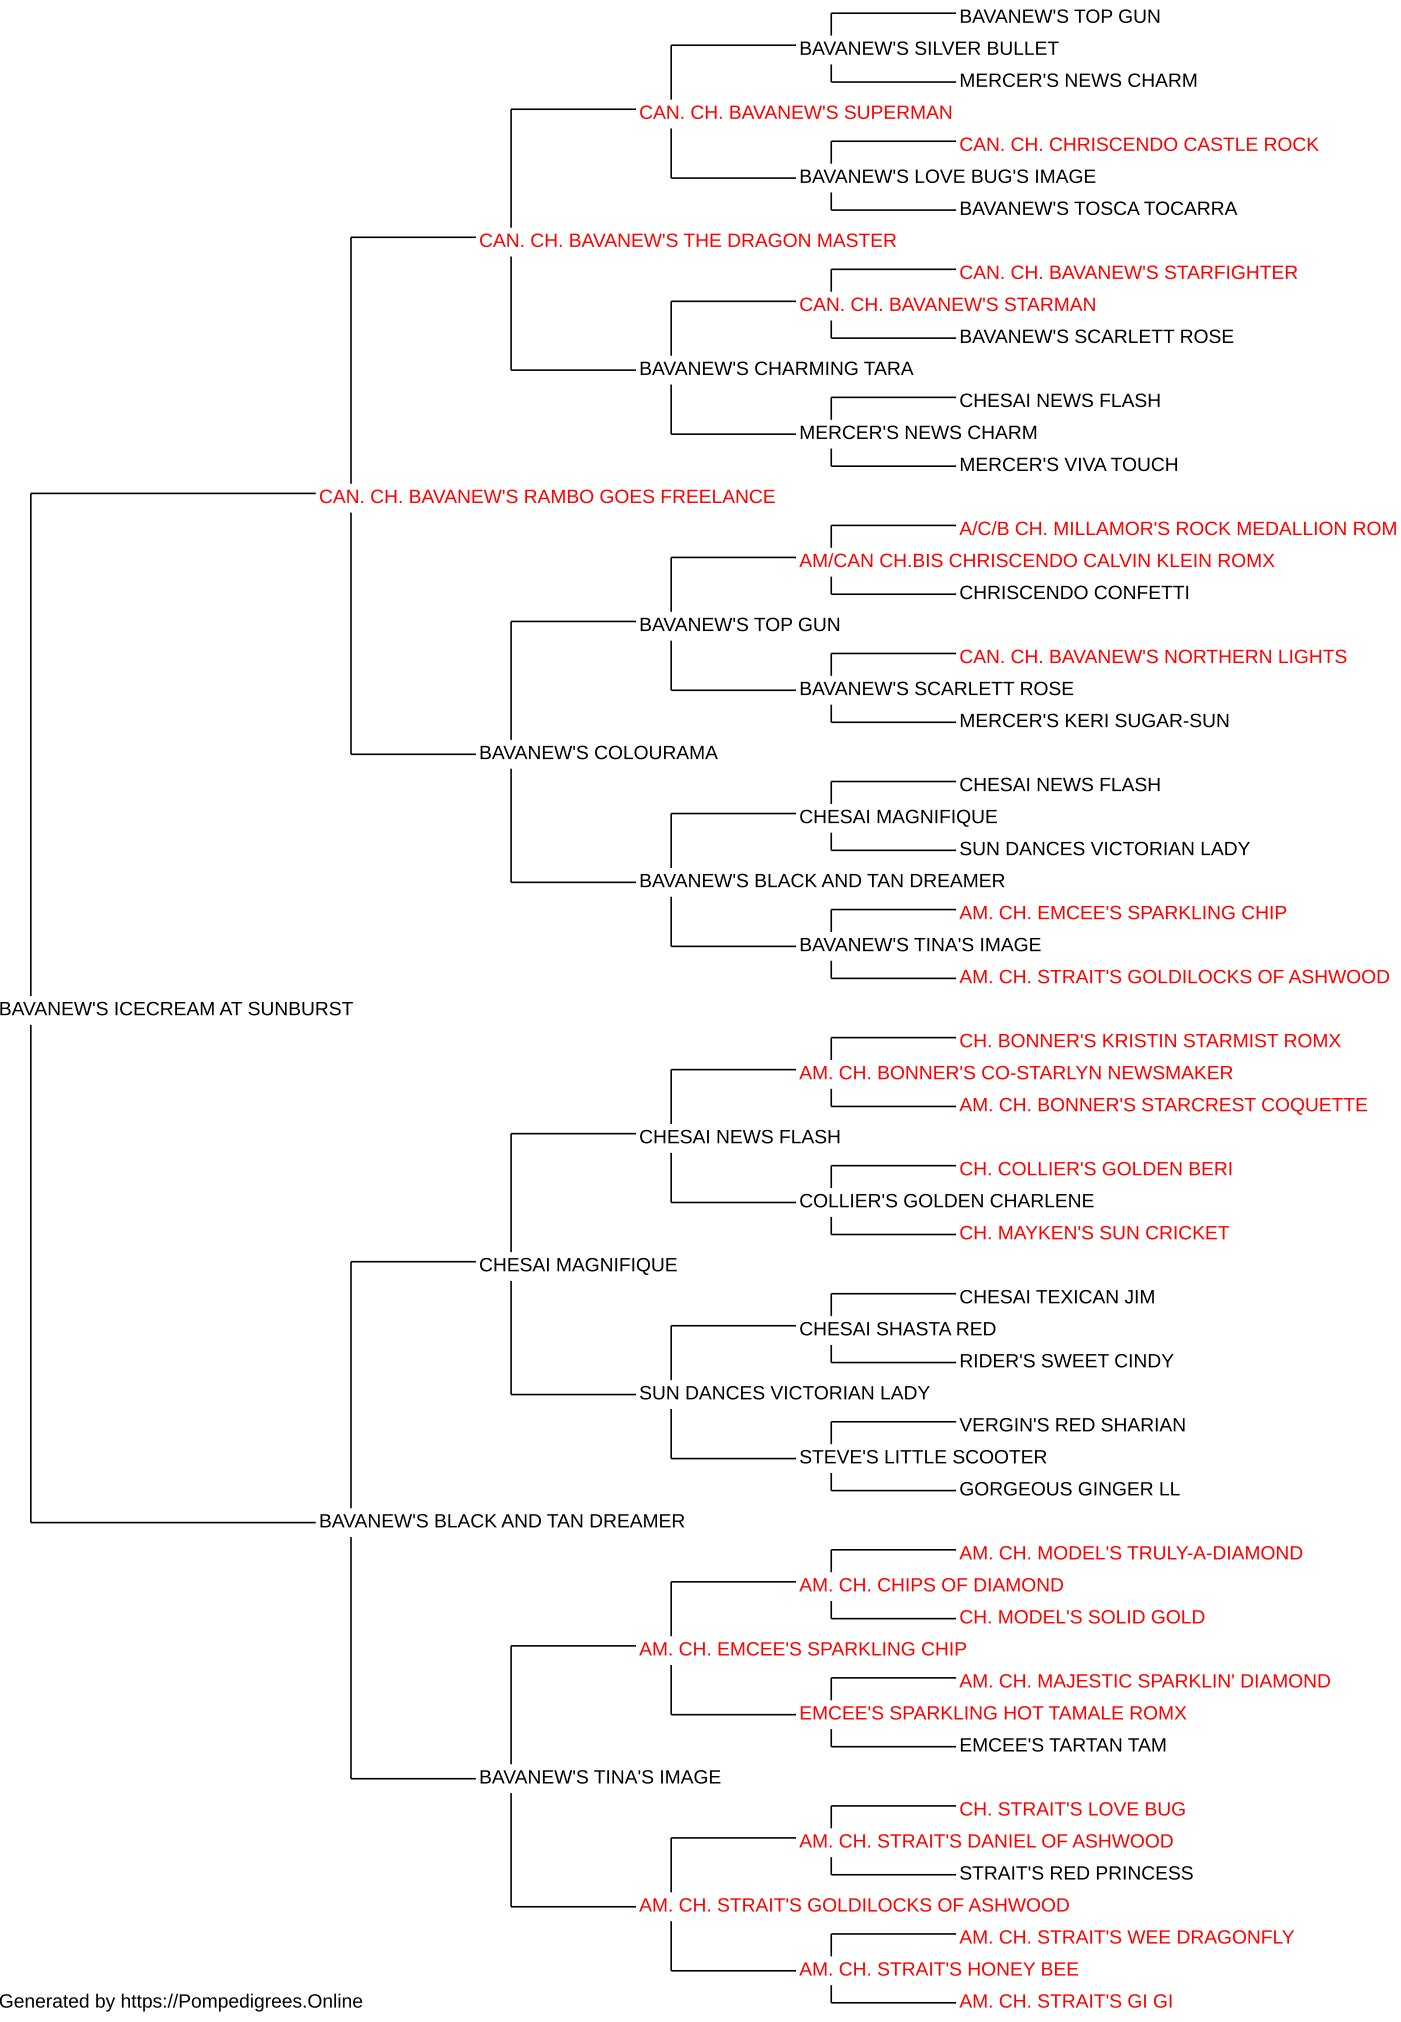 BAVANEW'S TOP GUN
BAVANEW'S SILVER BULLET
MERCER'S NEWS CHARM
CAN. CH. BAVANEW'S SUPERMAN
CAN. CH. CHRISCENDO CASTLE ROCK
BAVANEW'S LOVE BUG'S IMAGE
BAVANEW'S TOSCA TOCARRA
CAN. CH. BAVANEW'S THE DRAGON MASTER
CAN. CH. BAVANEW'S STARFIGHTER
CAN. CH. BAVANEW'S STARMAN
BAVANEW'S SCARLETT ROSE
BAVANEW'S CHARMING TARA
CHESAI NEWS FLASH
MERCER'S NEWS CHARM
MERCER'S VIVA TOUCH
CAN. CH. BAVANEW'S RAMBO GOES FREELANCE
A/C/B CH. MILLAMOR'S ROCK MEDALLION ROM
AM/CAN CH.BIS CHRISCENDO CALVIN KLEIN ROMX
CHRISCENDO CONFETTI
BAVANEW'S TOP GUN
CAN. CH. BAVANEW'S NORTHERN LIGHTS
BAVANEW'S SCARLETT ROSE
MERCER'S KERI SUGAR-SUN
BAVANEW'S COLOURAMA
CHESAI NEWS FLASH
CHESAI MAGNIFIQUE
SUN DANCES VICTORIAN LADY
BAVANEW'S BLACK AND TAN DREAMER
AM. CH. EMCEE'S SPARKLING CHIP
BAVANEW'S TINA'S IMAGE
AM. CH. STRAIT'S GOLDILOCKS OF ASHWOOD
BAVANEW'S ICECREAM AT SUNBURST
CH. BONNER'S KRISTIN STARMIST ROMX
AM. CH. BONNER'S CO-STARLYN NEWSMAKER
AM. CH. BONNER'S STARCREST COQUETTE
CHESAI NEWS FLASH
CH. COLLIER'S GOLDEN BERI
COLLIER'S GOLDEN CHARLENE
CH. MAYKEN'S SUN CRICKET
CHESAI MAGNIFIQUE
CHESAI TEXICAN JIM
CHESAI SHASTA RED
RIDER'S SWEET CINDY
SUN DANCES VICTORIAN LADY
VERGIN'S RED SHARIAN
STEVE'S LITTLE SCOOTER
GORGEOUS GINGER LL
BAVANEW'S BLACK AND TAN DREAMER
AM. CH. MODEL'S TRULY-A-DIAMOND
AM. CH. CHIPS OF DIAMOND
CH. MODEL'S SOLID GOLD
AM. CH. EMCEE'S SPARKLING CHIP
AM. CH. MAJESTIC SPARKLIN' DIAMOND
EMCEE'S SPARKLING HOT TAMALE ROMX
EMCEE'S TARTAN TAM
BAVANEW'S TINA'S IMAGE
CH. STRAIT'S LOVE BUG
AM. CH. STRAIT'S DANIEL OF ASHWOOD
STRAIT'S RED PRINCESS
AM. CH. STRAIT'S GOLDILOCKS OF ASHWOOD
AM. CH. STRAIT'S WEE DRAGONFLY
AM. CH. STRAIT'S HONEY BEE
AM. CH. STRAIT'S GI GI
Generated by https://Pompedigrees.Online